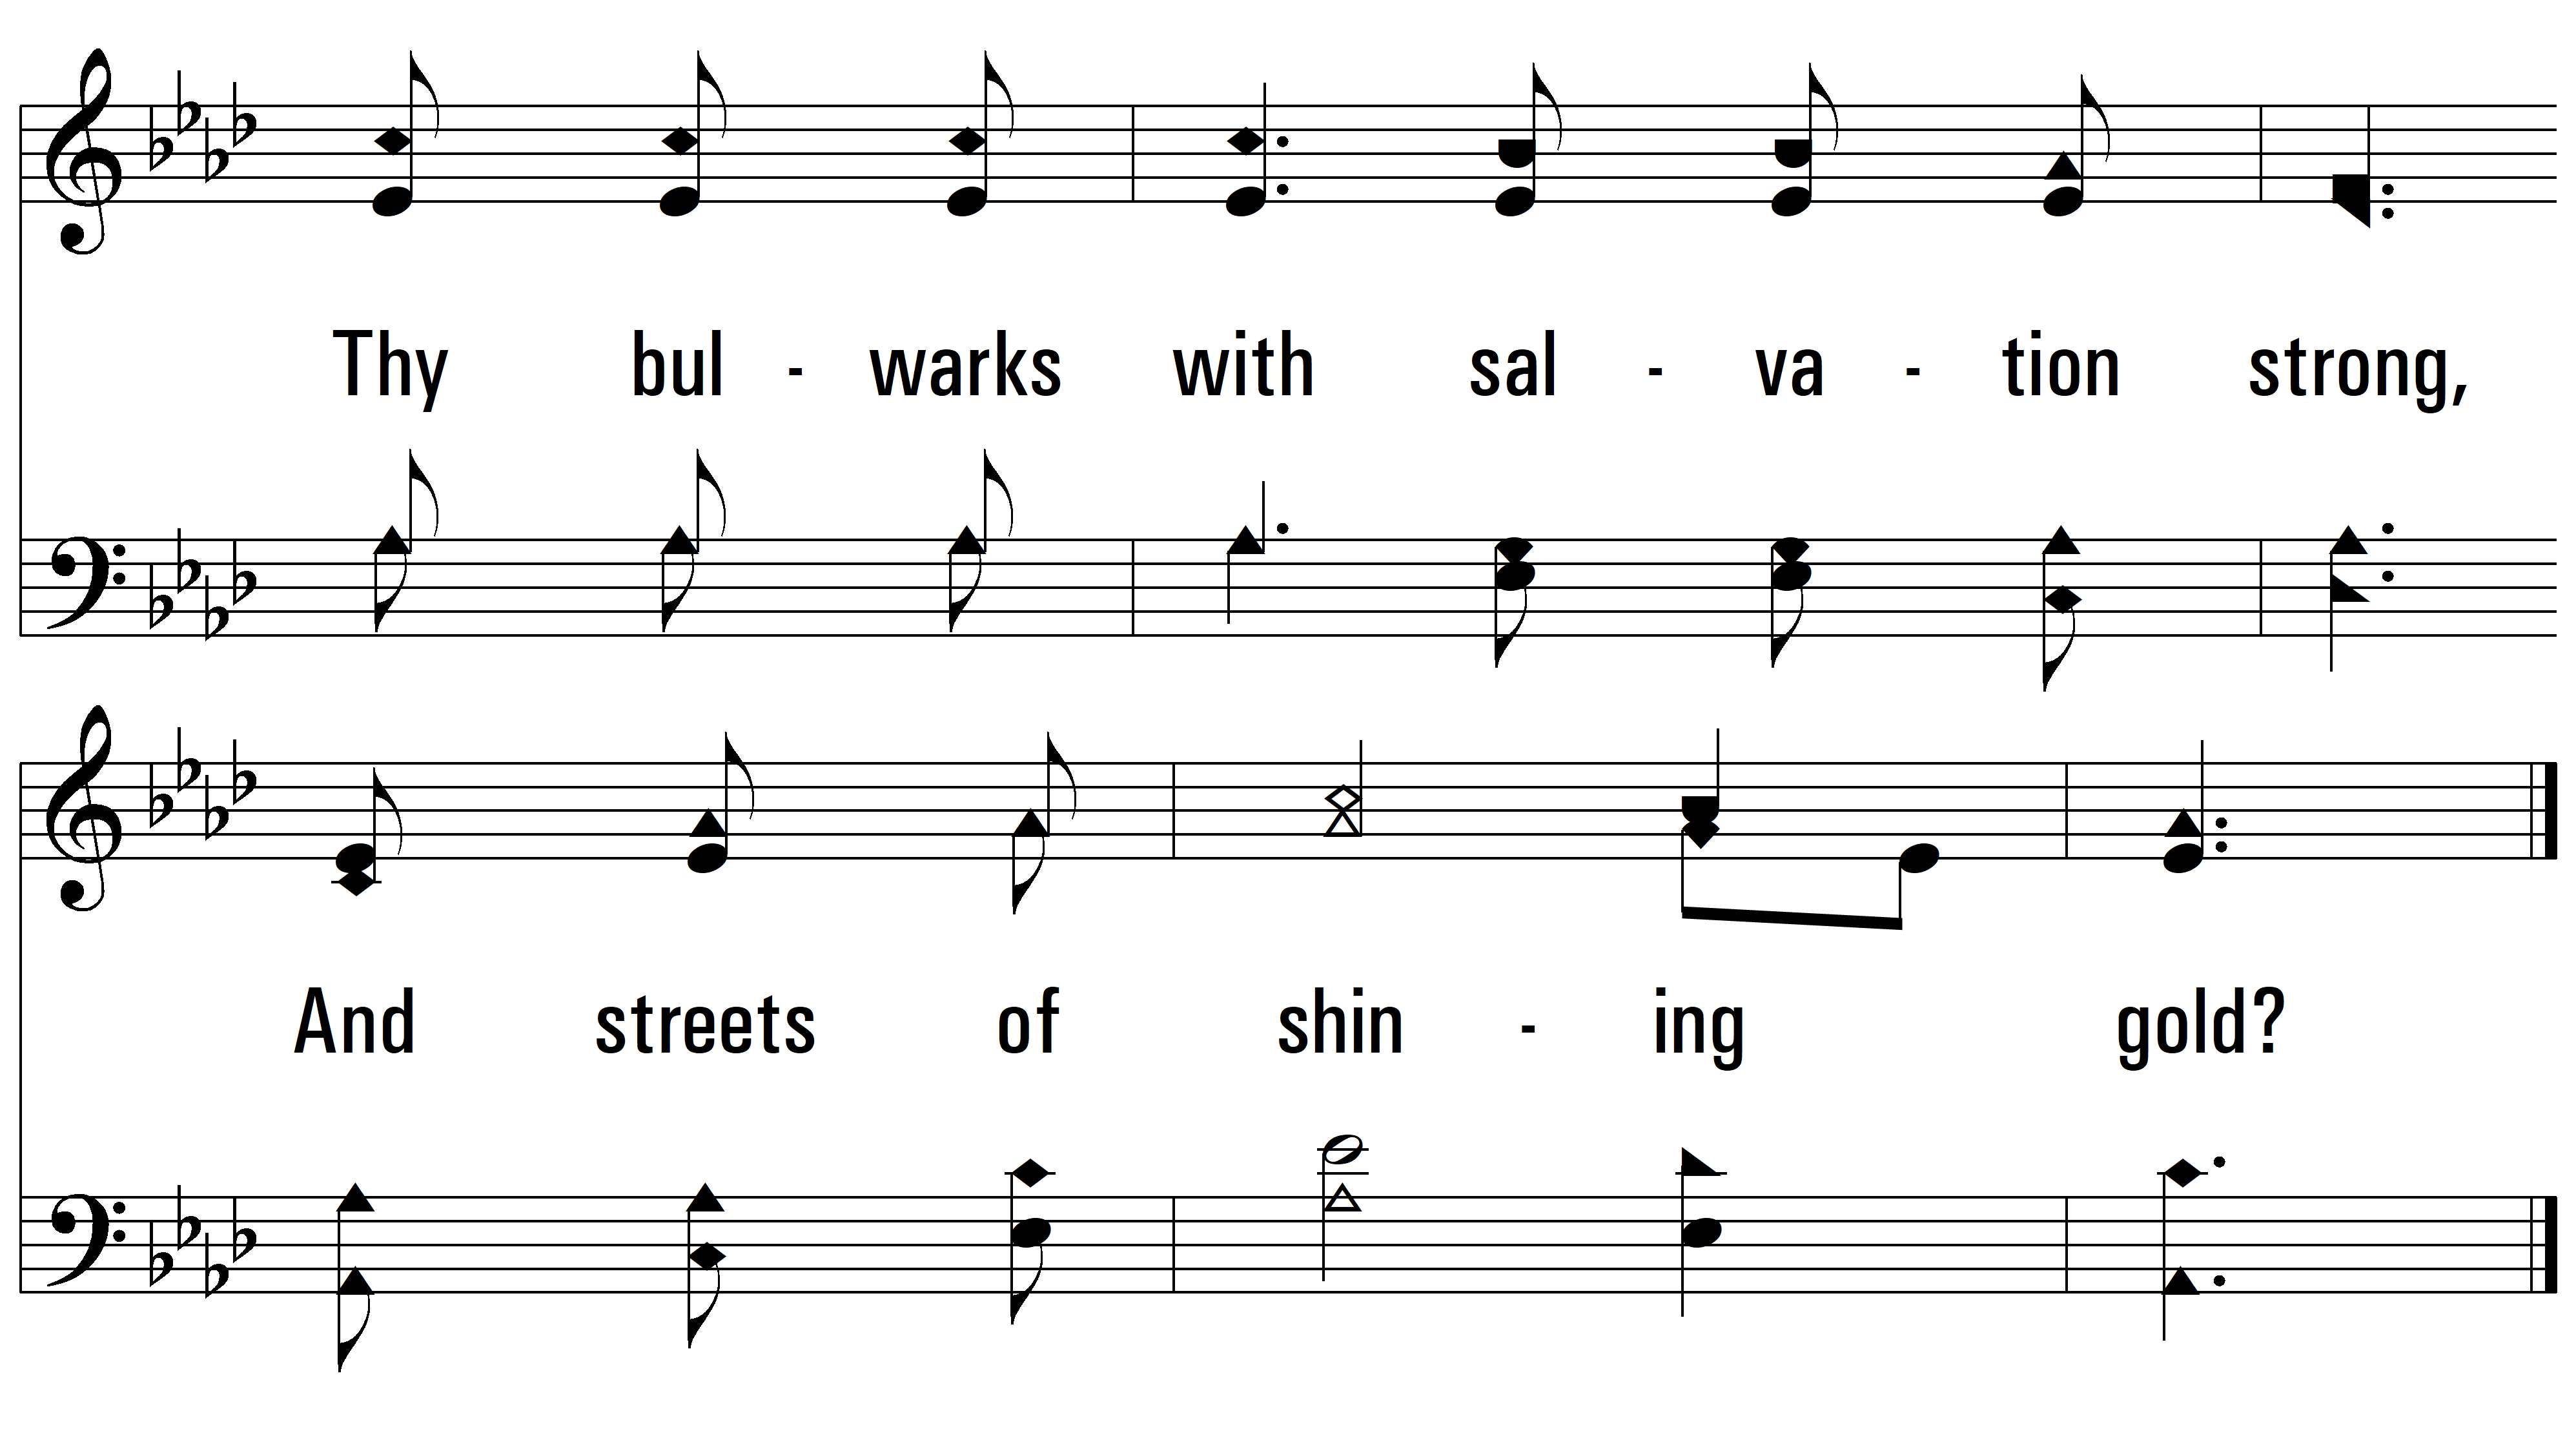 Thy bul - warks with sal - va - tion strong,
And streets of shin - ing gold?